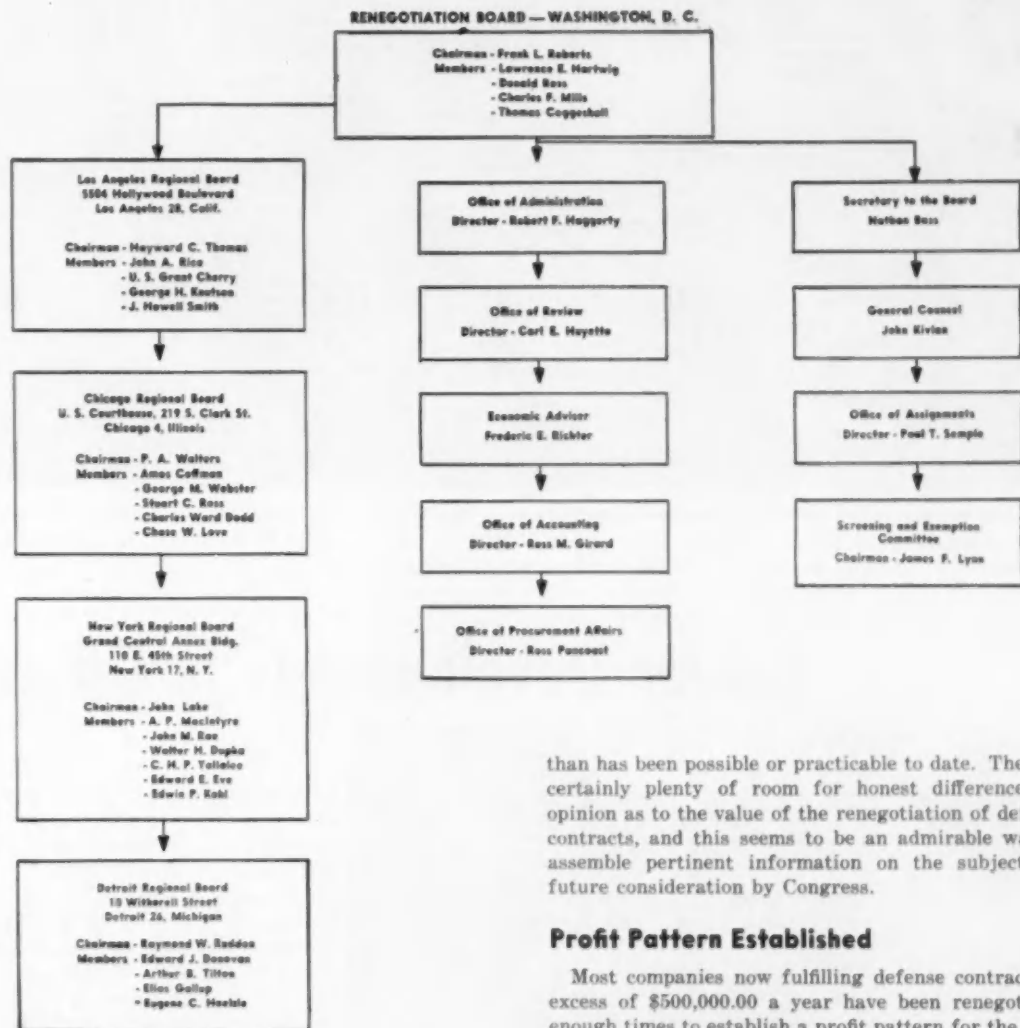 RENEGOTIATION BOARD — WASHINGTON, D. C.
Chairman - Frank L. Roberts
Members - Lawrence E. Hartwig
- Donald Ross
- Charles F. Mills
- Thomas Coggeshall
Los Angeles Regional Board
5504 Hollywood Boulevard
Los Angeles 28, Calif.
Chairman - Hayward C. Thomas
Members - John A. Rice
- U. S. Grant Cherry
- George H. Knutson
- J. Howell Smith
Chicago Regional Board
U. S. Courthouse, 219 S. Clark St.
Chicago 4, Illinois
Chairman - P. A. Walters
Members - Amos Coffman
- George M. Webster
- Stuart C. Ross
- Charles Ward Dodd
- Chase W. Love
New York Regional Board
Grand Central Annex Bldg.
110 E. 45th Street
New York 17, N. Y.
Chairman - John Lake
Members - A. P. MacIntyre
- John M. Rae
- Walter H. Dupka
- C. H. P. Yallalee
- Edward E. Eve
- Edwin P. Kohl
Detroit Regional Board
10 Witherell Street
Detroit 26, Michigan
Chairman - Raymond W. Reddon
Members - Edward J. Donovan
- Arthur B. Tilton
- Elias Gallup
- Eugene C. Hoelzle
Office of Administration
Director - Robert F. Haggerty
Office of Review
Director - Carl E. Huyette
Economic Adviser
Frederic E. Richter
Office of Accounting
Director - Ross M. Girard
Office of Procurement Affairs
Director - Ross Pancoast
Secretary to the Board
Nathan Bass
General Counsel
John Kivlan
Office of Assignments
Director - Paul T. Semple
Screening and Exemption
Committee
Chairman - James F. Lyon
than has been possible or practicable to date. The
certainly plenty of room for honest difference
opinion as to the value of the renegotiation of de
contracts, and this seems to be an admirable wa
assemble pertinent information on the subject
future consideration by Congress.
Profit Pattern Established
Most companies now fulfilling defense contrac
excess of $500,000.00 a year have been renegot
enough times to establish a profit pattern for the